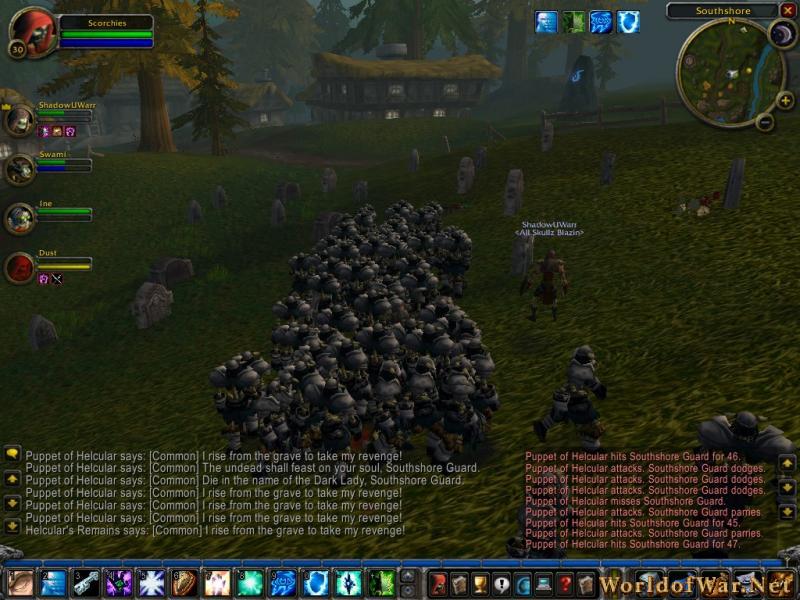 Scorchies
30
Southshore
N
ShadowUWarr
Swami
Ine
Dust
ShadowUWarr
<All Skullz Blazin>
Puppet of Helcular says: [Common] I rise from the grave to take my revenge!
Puppet of Helcular says: [Common] The undead shall feast on your soul, Southshore Guard.
Puppet of Helcular says: [Common] Die in the name of the Dark Lady, Southshore Guard.
Puppet of Helcular says: [Common] I rise from the grave to take my revenge!
Puppet of Helcular says: [Common] I rise from the grave to take my revenge!
Puppet of Helcular says: [Common] I rise from the grave to take my revenge!
Helcular's Remains says: [Common] I rise from the grave to take my revenge!
Puppet of Helcular hits Southshore Guard for 46.
Puppet of Helcular attacks. Southshore Guard dodges.
Puppet of Helcular attacks. Southshore Guard dodges.
Puppet of Helcular attacks. Southshore Guard dodges.
Puppet of Helcular misses Southshore Guard.
Puppet of Helcular attacks. Southshore Guard parries.
Puppet of Helcular hits Southshore Guard for 45.
Puppet of Helcular attacks. Southshore Guard parries.
Puppet of Helcular hits Southshore Guard for 47.
WorldofWar.Net